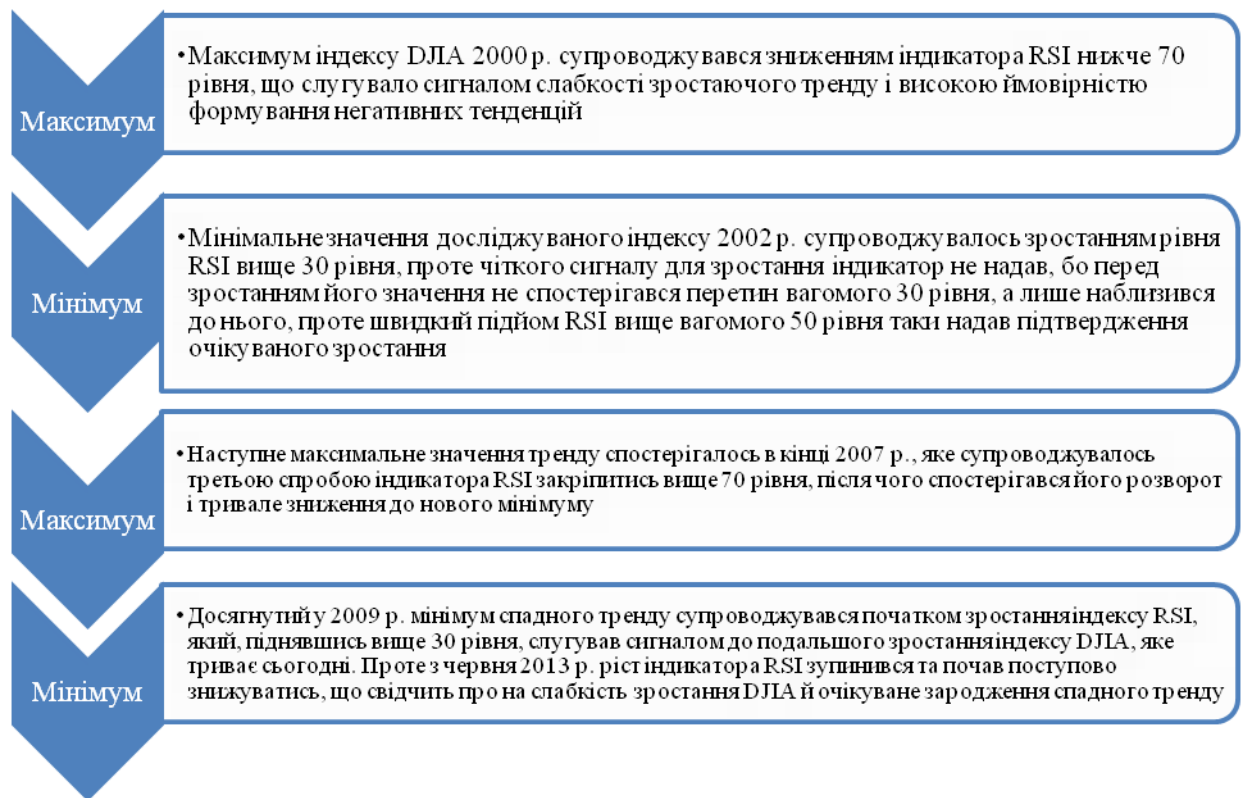 Максимум
•Максимум індексу DJIA 2000 р. супроводжувався зниженням індикатора RSI нижче 70
рівня, що слугувало сигналом слабкості зростаючого тренду і високою ймовірністю
формування негативних тенденцій
Мінімум
•Мінімальне значення досліджуваного індексу 2002 р. супроводжувалось зростанням рівня
RSI вище 30 рівня, проте чіткого сигналу для зростання індикатор не надав, бо перед
зростанням його значення не спостерігався перетин вагомого 30 рівня, а лише наблизився
до нього, проте швидкий підйом RSI вище вагомого 50 рівня таки надав підтвердження
очікуваного зростання
Максимум
•Наступне максимальне значення тренду спостерігалось в кінці 2007 р., яке супроводжувалось
третьою спробою індикатора RSI закріпитись вище 70 рівня, після чого спостерігався його розворот
і тривале зниження до нового мінімуму
Мінімум
•Досягнутий у 2009 р. мінімум спадного тренду супроводжувався початком зростання індексу RSI,
який, піднявшись вище 30 рівня, слугував сигналом до подальшого зростання індексу DJIA, яке
триває сьогодні. Проте з червня 2013 р. ріст індикатора RSI зупинився та почав поступово
знижуватись, що свідчить про на слабкість зростання DJIA й очікуване зародження спадного тренду